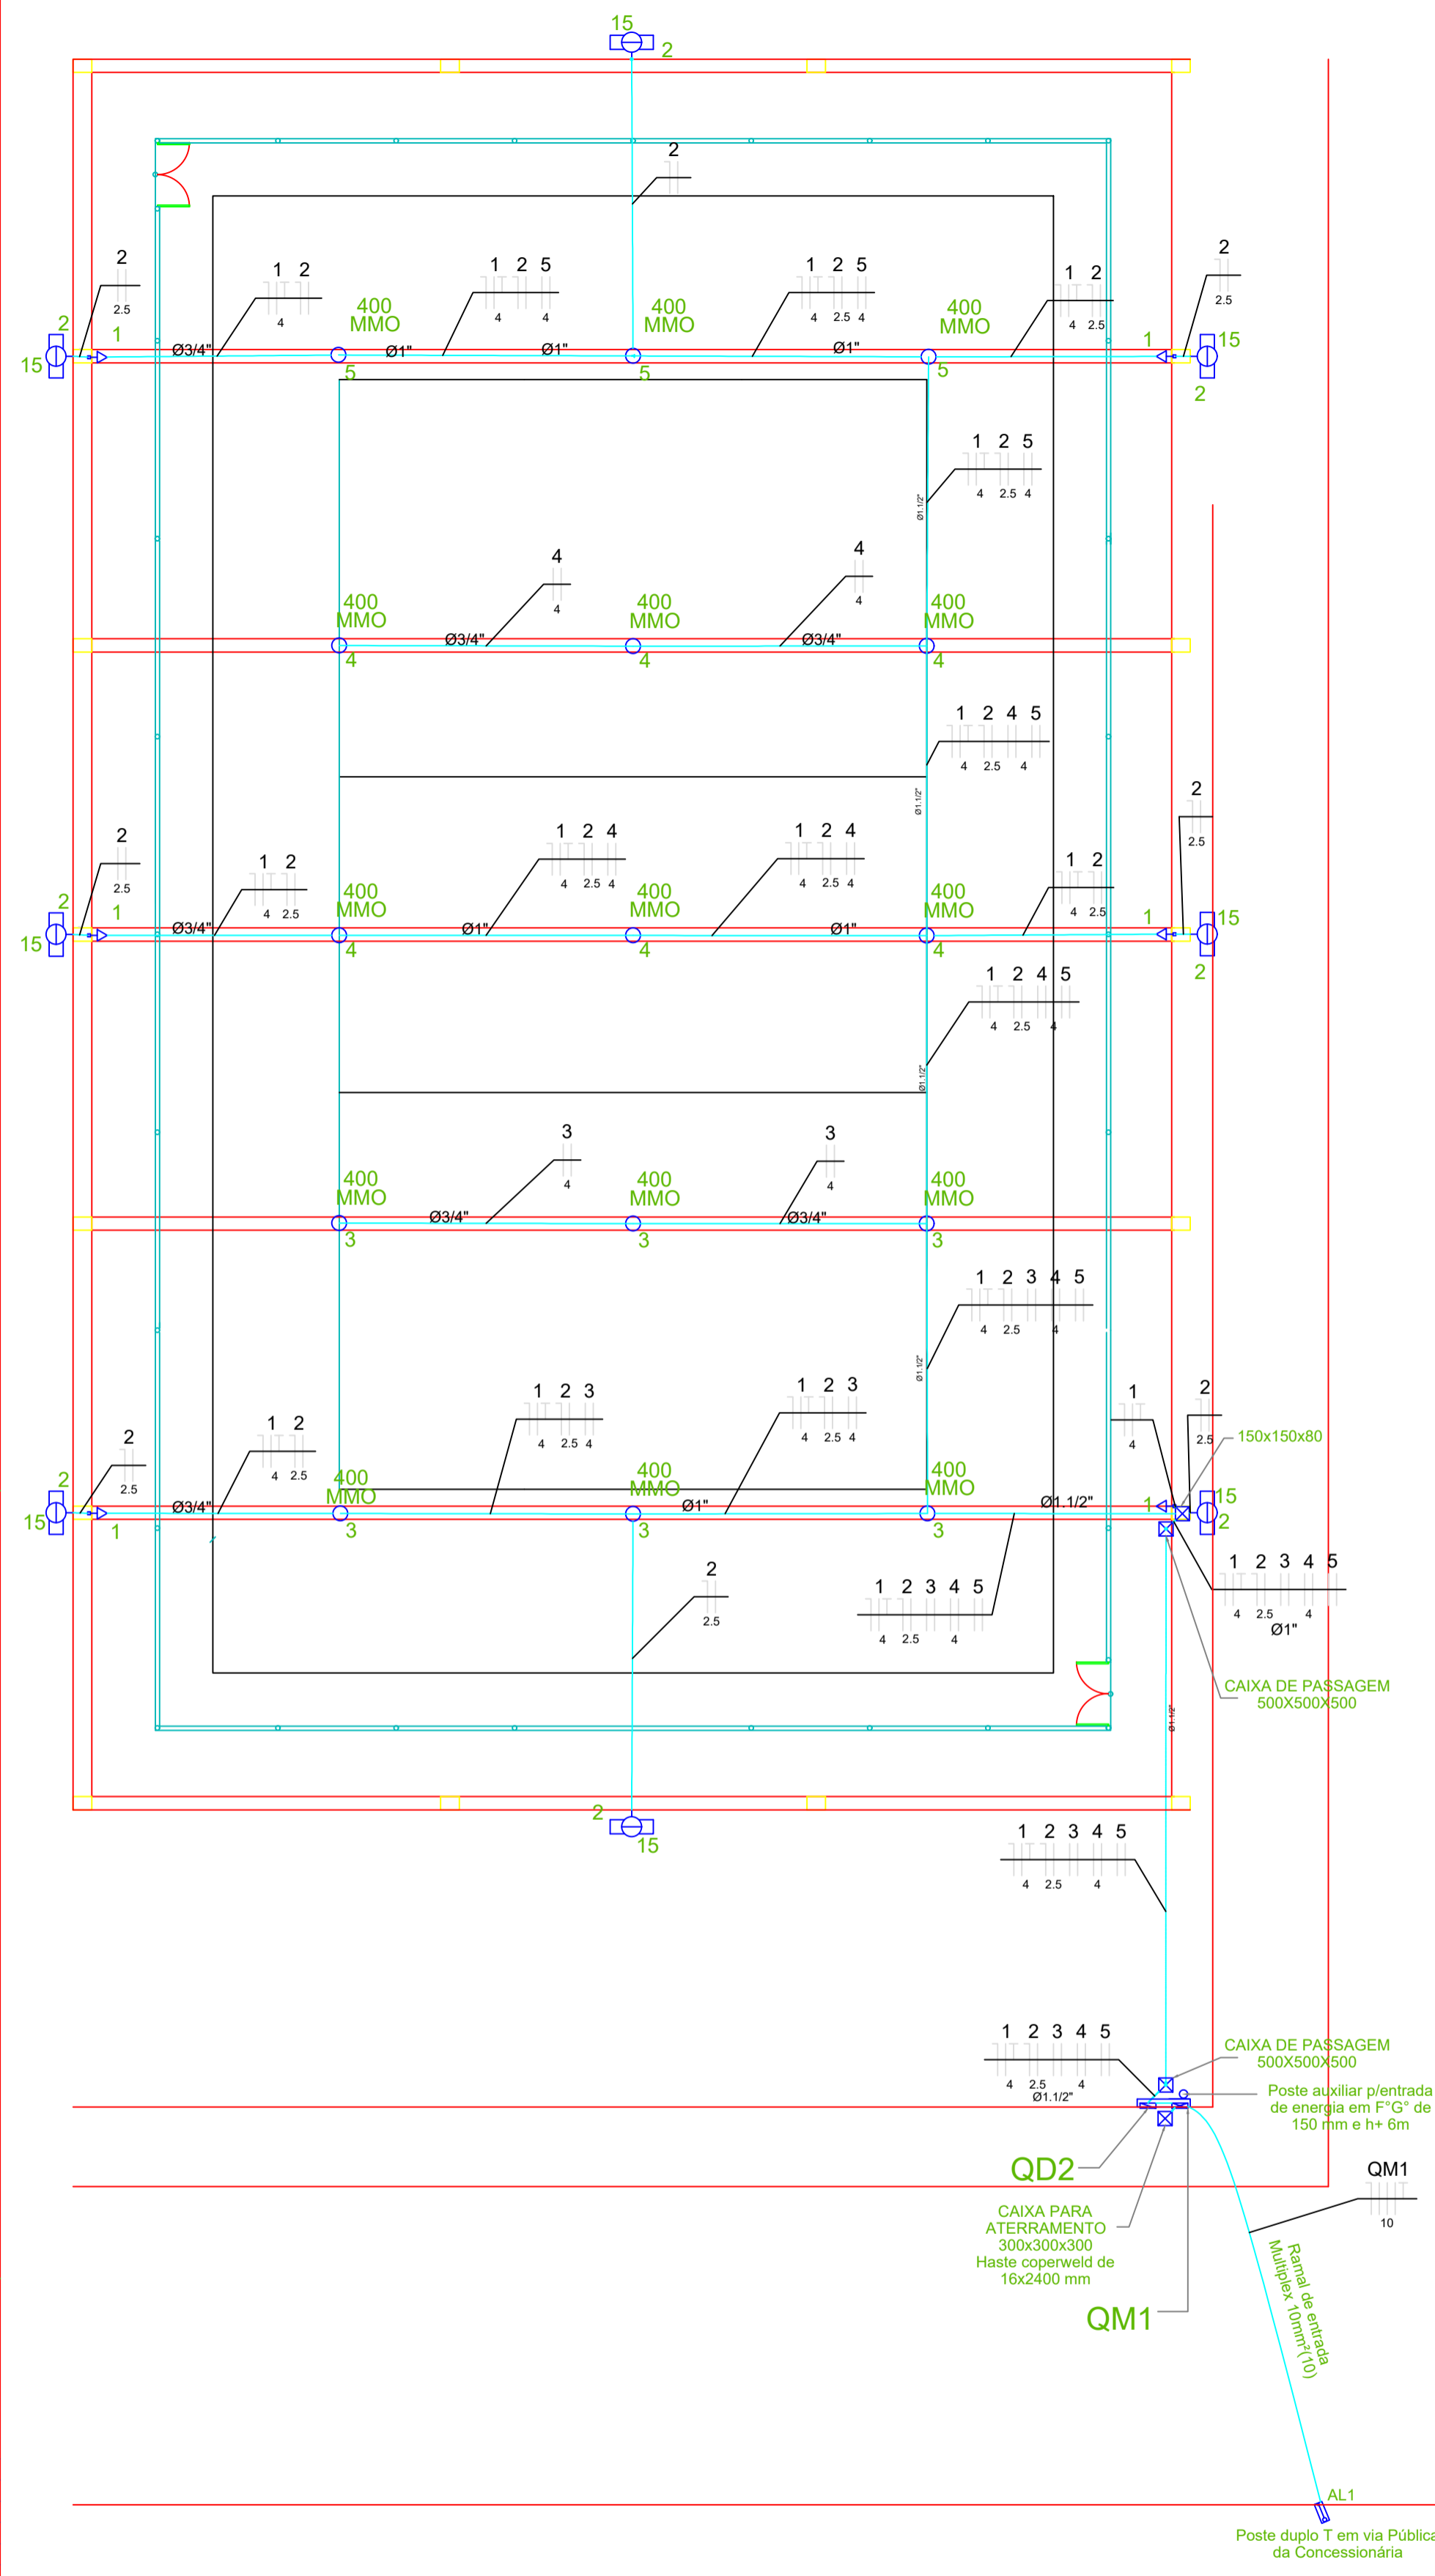 15
2
2
2
2.5
1 2
4
1 2 5
4 4
1 2 5
4 2.5 4
1 2
4 2.5
2
2.5
400
MMO
400
MMO
400
MMO
2
1
15
Ø3/4"
Ø1"
Ø1"
Ø1"
5
5
5
1
15
2
1 2 5
4 2.5 4
Ø1.1/2"
4
4
4
4
400
MMO
400
MMO
400
MMO
Ø3/4"
Ø3/4"
4
4
4
1 2 4 5
4 2.5 4
Ø1.1/2"
2
2.5
2
2.5
1 2
4 2.5
1 2 4
4 2.5 4
1 2 4
4 2.5 4
1 2
4 2.5
400
MMO
400
MMO
400
MMO
2
1
15
Ø3/4"
Ø1"
Ø1"
4
4
4
1
15
2
1 2 4 5
4 2.5 4
Ø1.1/2"
3
4
3
4
400
MMO
400
MMO
400
MMO
Ø3/4"
Ø3/4"
3
3
3
1 2 3 4 5
4 2.5 4
Ø1.1/2"
2
2.5
1 2
4 2.5
1 2 3
4 2.5 4
1 2 3
4 2.5 4
1
4
2
2.5
150x150x80
400
MMO
400
MMO
400
MMO
2
15
1
Ø3/4"
Ø1"
Ø1.1/2"
3
3
3
1
15
2
2
2.5
1 2 3 4 5
4 2.5 4
1 2 3 4 5
4 2.5 4
Ø1"
CAIXA DE PASSAGEM
500X500X500
Ø1.1/2"
2
15
1 2 3 4 5
4 2.5 4
1 2 3 4 5
4 2.5 4
Ø1.1/2"
CAIXA DE PASSAGEM
500X500X500
Poste auxiliar p/entrada
de energia em F°G° de
150 mm e h+ 6m
QD2
QM1
10
CAIXA PARA
ATERRAMENTO
300x300x300
Haste coperweld de
16x2400 mm
QM1
Ramal de entrada
Multiplex 10mm²(10)
AL1
Poste duplo T em via Pública
da Concessionária